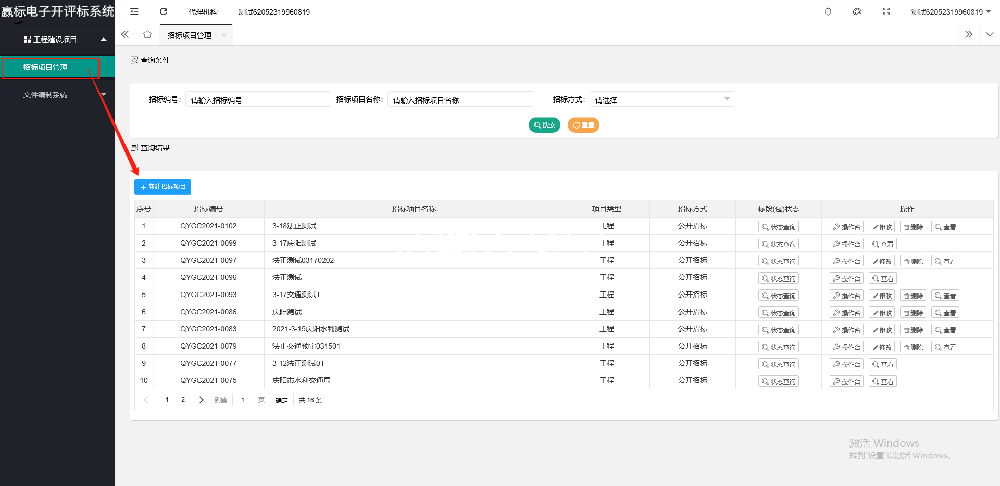 赢标电子开评标系统
代理机构 测试62052319960819 测试62052319960819
工程建设项目
招标项目管理
文件编制系统
招标项目管理 ×
查询条件
招标编号: 请输入招标编号 招标项目名称: 请输入招标项目名称 招标方式: 请选择
搜索 重置
查询结果
+ 新建招标项目
序号 招标编号 招标项目名称 项目类型 招标方式 标段(包)状态 操作
1 QYGC2021-0102 3-18法正测试 工程 公开招标 状态查询 操作台 修改 删除 查看
2 QYGC2021-0099 3-17庆阳测试 工程 公开招标 状态查询 操作台 查看
3 QYGC2021-0097 法正测试03170202 工程 公开招标 状态查询 操作台 修改 删除 查看
4 QYGC2021-0096 法正测试 工程 公开招标 状态查询 操作台 查看
5 QYGC2021-0093 3-17交通测试1 工程 公开招标 状态查询 操作台 修改 删除 查看
6 QYGC2021-0086 庆阳测试 工程 公开招标 状态查询 操作台 修改 删除 查看
7 QYGC2021-0083 2021-3-15庆阳水利测试 工程 公开招标 状态查询 操作台 修改 删除 查看
8 QYGC2021-0079 法正交通预审031501 工程 公开招标 状态查询 操作台 修改 删除 查看
9 QYGC2021-0077 3-12法正测试01 工程 公开招标 状态查询 操作台 查看
10 QYGC2021-0075 庆阳市水利交通局 工程 公开招标 状态查询 操作台 查看
1 2 到第 1 页 确定 共 16 条
激活 Windows
转到“设置”以激活 Windows。